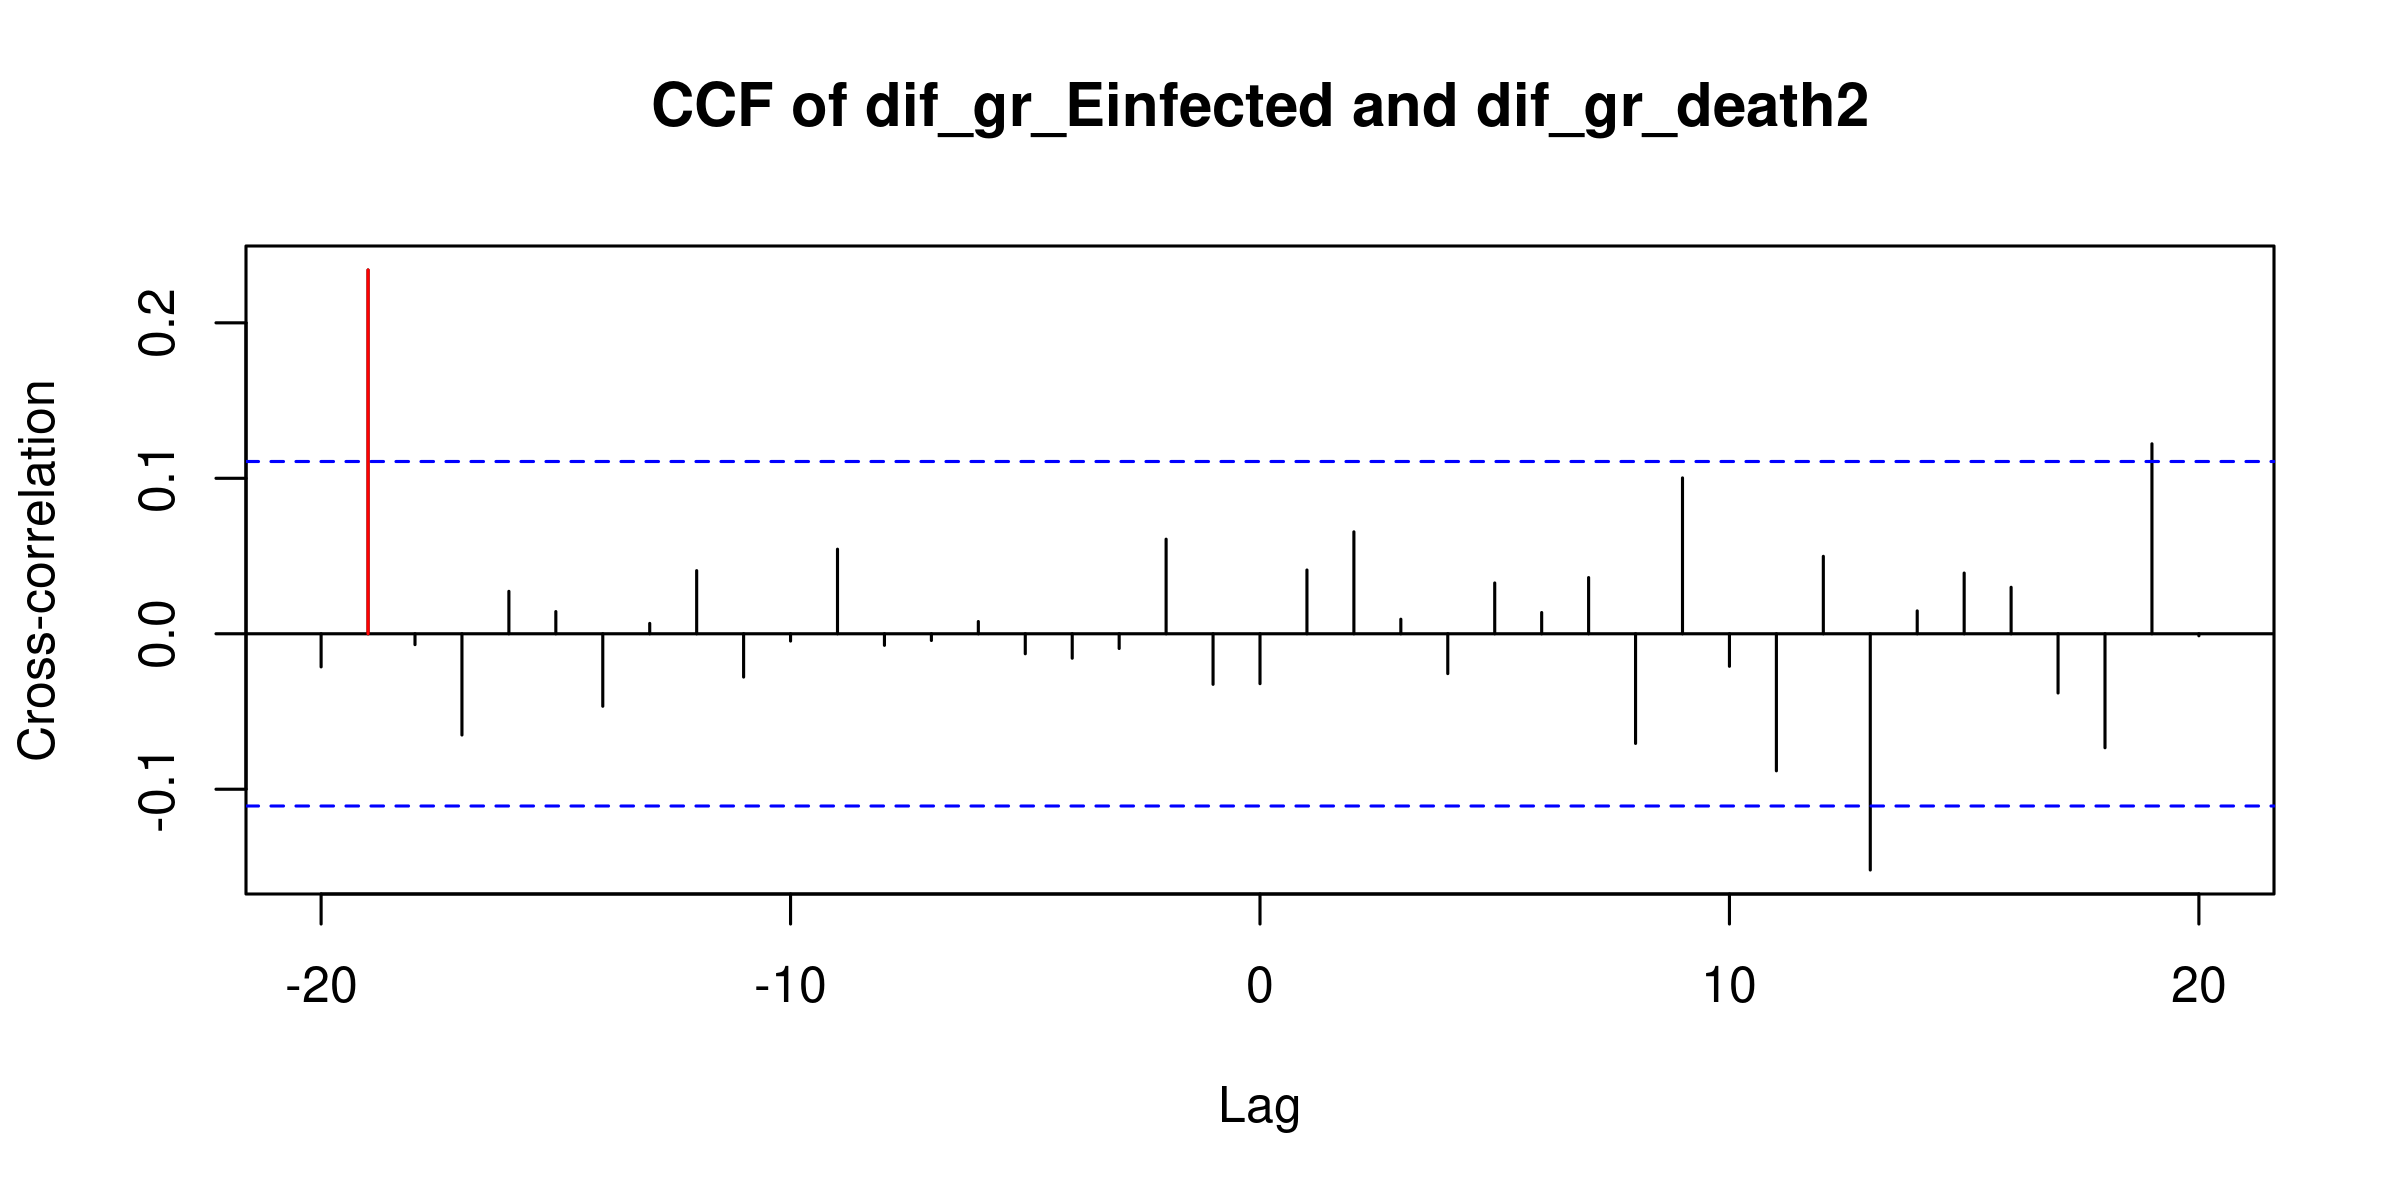 CCF of dif_gr_Einfected and dif_gr_death2
Cross-correlation
0.2
0.1
0.0
-0.1
-20 -10 0 10 20
Lag